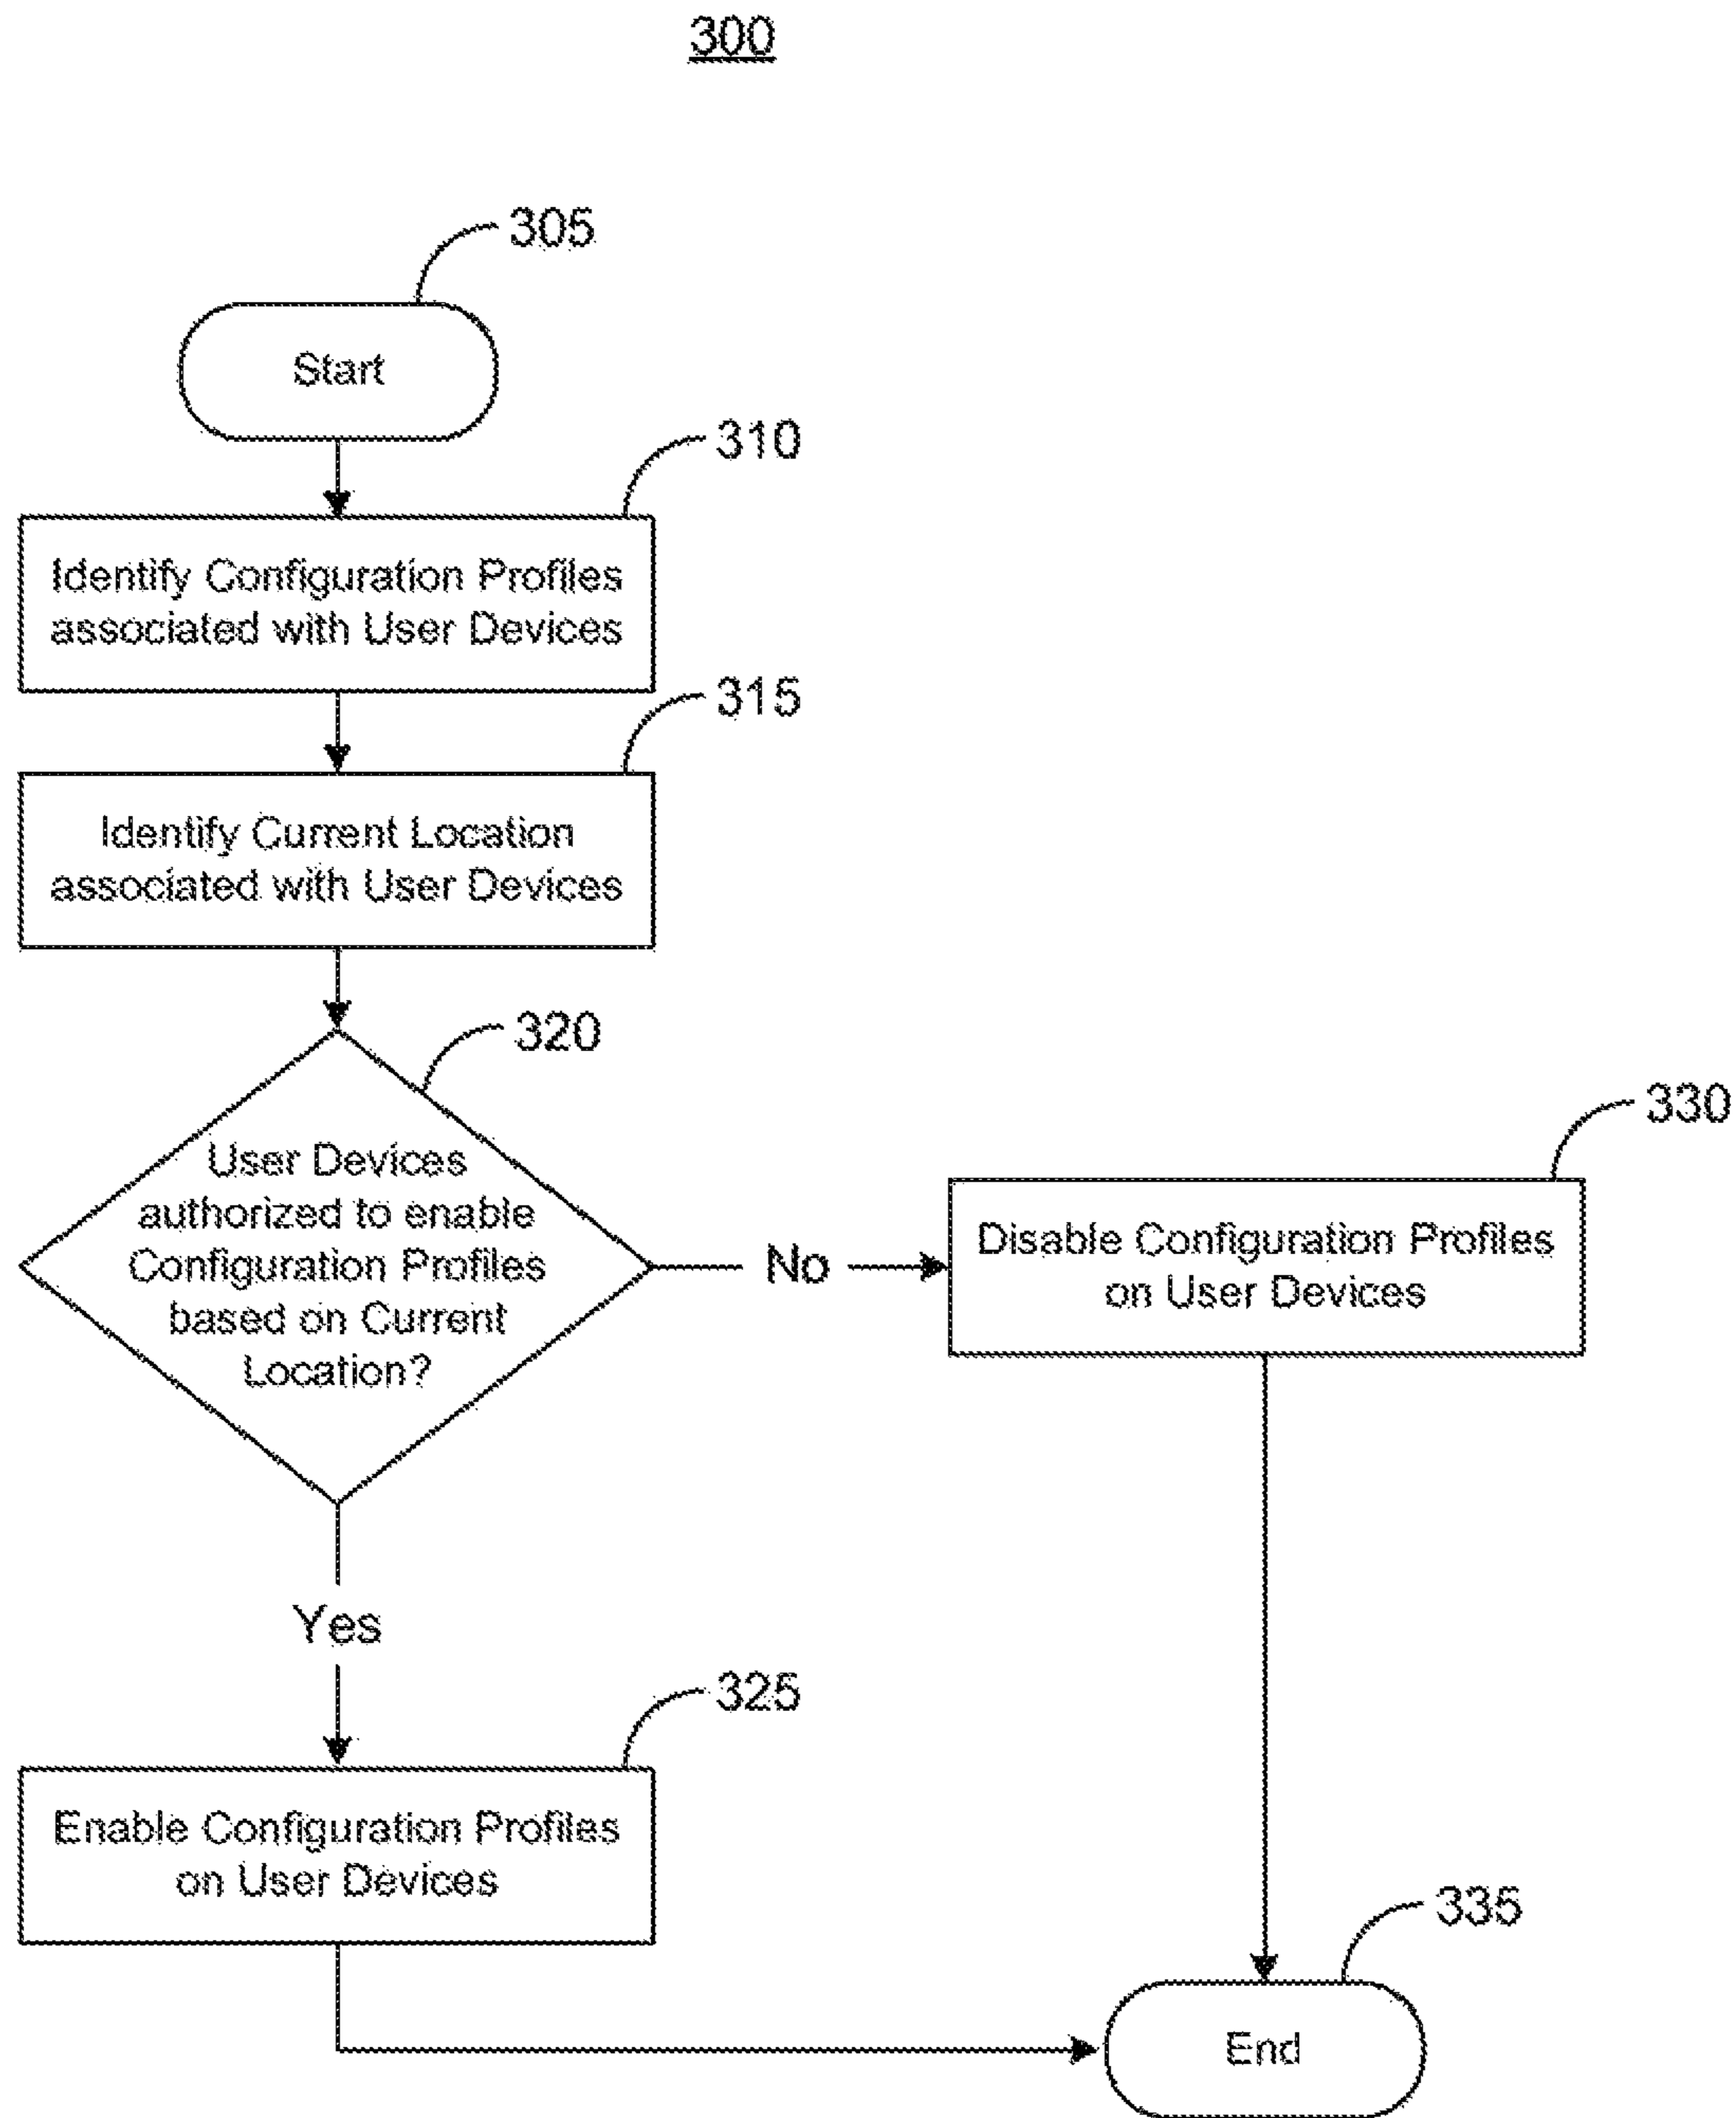 300
305
Start
310
Identify Configuration Profiles
associated with User Devices
315
Identify Current Location
associated with User Devices
320
User Devices
authorized to enable
Configuration Profiles
based on Current
Location?
330
Disable Configuration Profiles
on User Devices
No
Yes
325
Enable Configuration Profiles
on User Devices
335
End